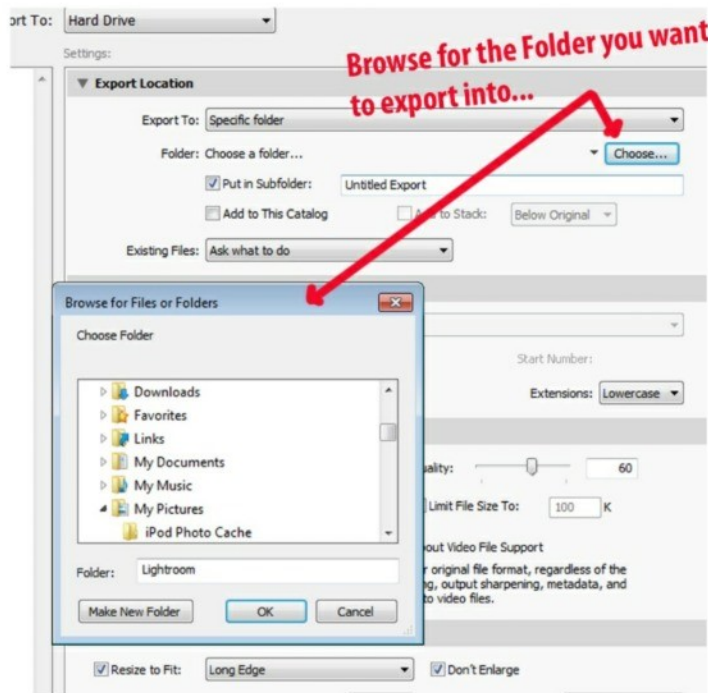 Export To: Hard Drive
Settings:
Browse for the Folder you want
to export into...
Export Location
Export To: Specific folder
Folder: Choose a folder... Choose...
Put in Subfolder: Untitled Export
Add to This Catalog Add to Stack: Below Original
Existing Files: Ask what to do
Browse for Files or Folders
Choose Folder
Start Number:
Downloads
Extensions: Lowercase
Favorites
Links
My Documents
My Music
60
My Pictures
Limit File Size To: 100 K
iPod Photo Cache
Video File Support
Folder: Lightroom
original file format, regardless of the
output sharpening, metadata, and
to video files.
Make New Folder OK Cancel
Resize to Fit: Long Edge Don't Enlarge